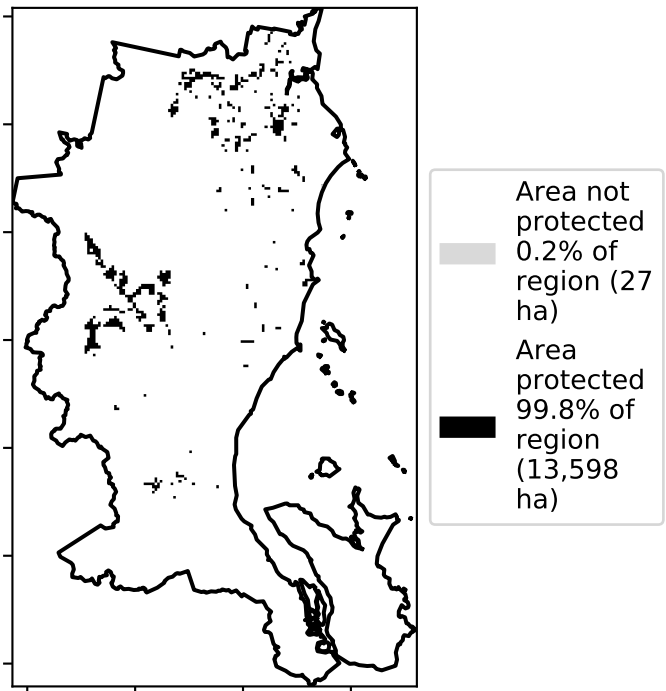 Area not
protected
0.2% of
region (27
ha)
Area
protected
99.8% of
region
(13,598
ha)